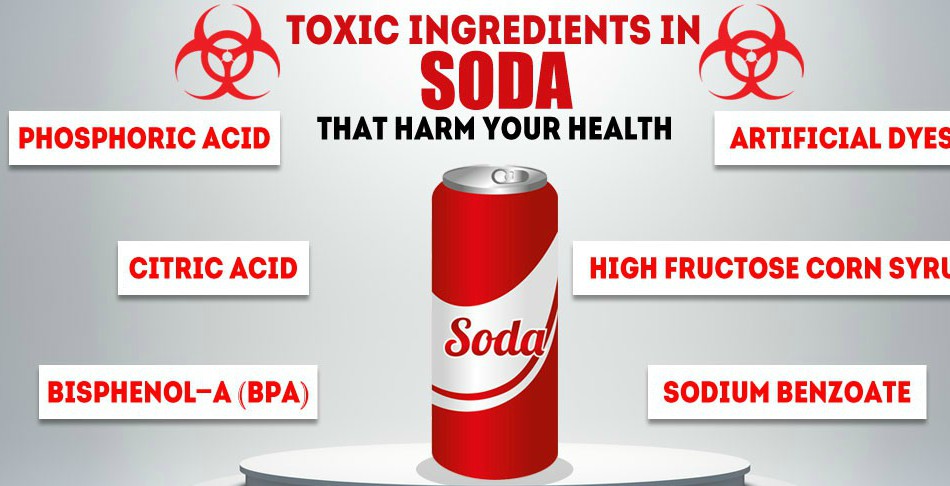 TOXIC INGREDIENTS IN
SODA
THAT HARM YOUR HEALTH
PHOSPHORIC ACID
ARTIFICIAL DYES
CITRIC ACID
HIGH FRUCTOSE CORN SYRU
Soda
BISPHENOL-A (BPA)
SODIUM BENZOATE